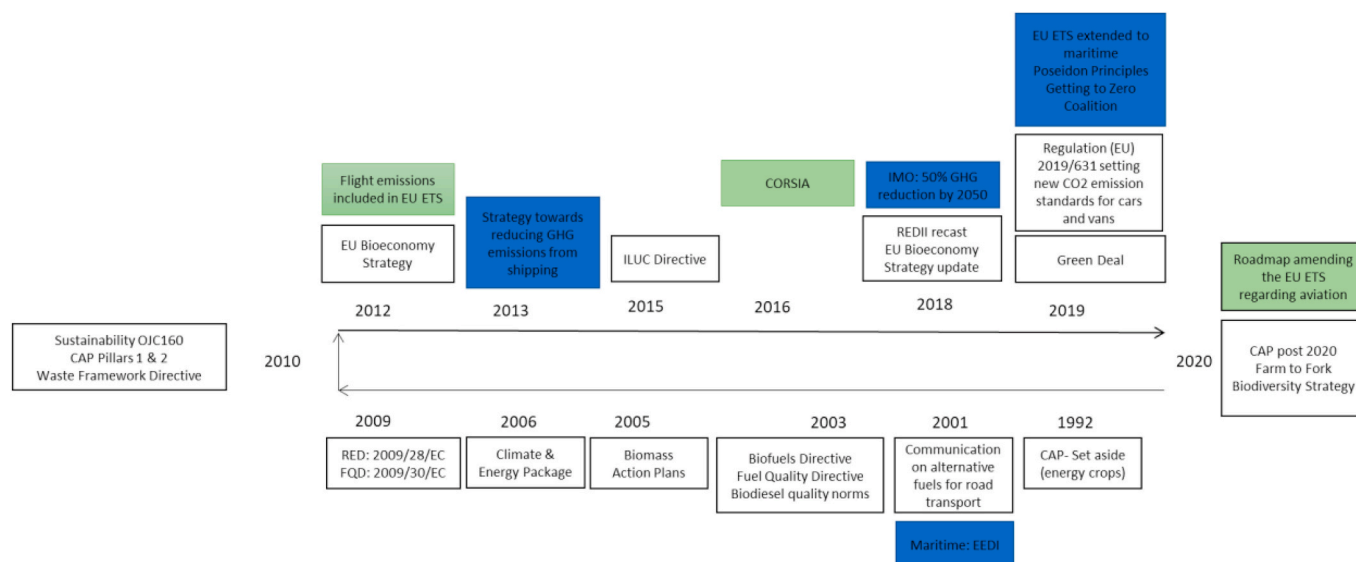 EU ETS extended to
maritime
Poseidon Principles
Getting to Zero
Coalition
Flight emissions
included in EU ETS
EU Bioeconomy
Strategy
2012
Strategy towards
reducing GHG
emissions from
shipping
2013
ILUC Directive
2015
CORSIA
2016
IMO: 50% GHG
reduction by 2050
REDII recast
EU Bioeconomy
Strategy update
2018
Regulation (EU)
2019/631 setting
new CO2 emission
standards for cars
and vans
Green Deal
2019
Roadmap amending
the EU ETS
regarding aviation
Sustainability OJC160
CAP Pillars 1 & 2
Waste Framework Directive
2010
2020
CAP post 2020
Farm to Fork
Biodiversity Strategy
2009
RED: 2009/28/EC
FQD: 2009/30/EC
2006
Climate &
Energy Package
2005
Biomass
Action Plans
2003
Biofuels Directive
Fuel Quality Directive
Biodiesel quality norms
2001
Communication
on alternative
fuels for road
transport
Maritime: EEDI
1992
CAP- Set aside
(energy crops)